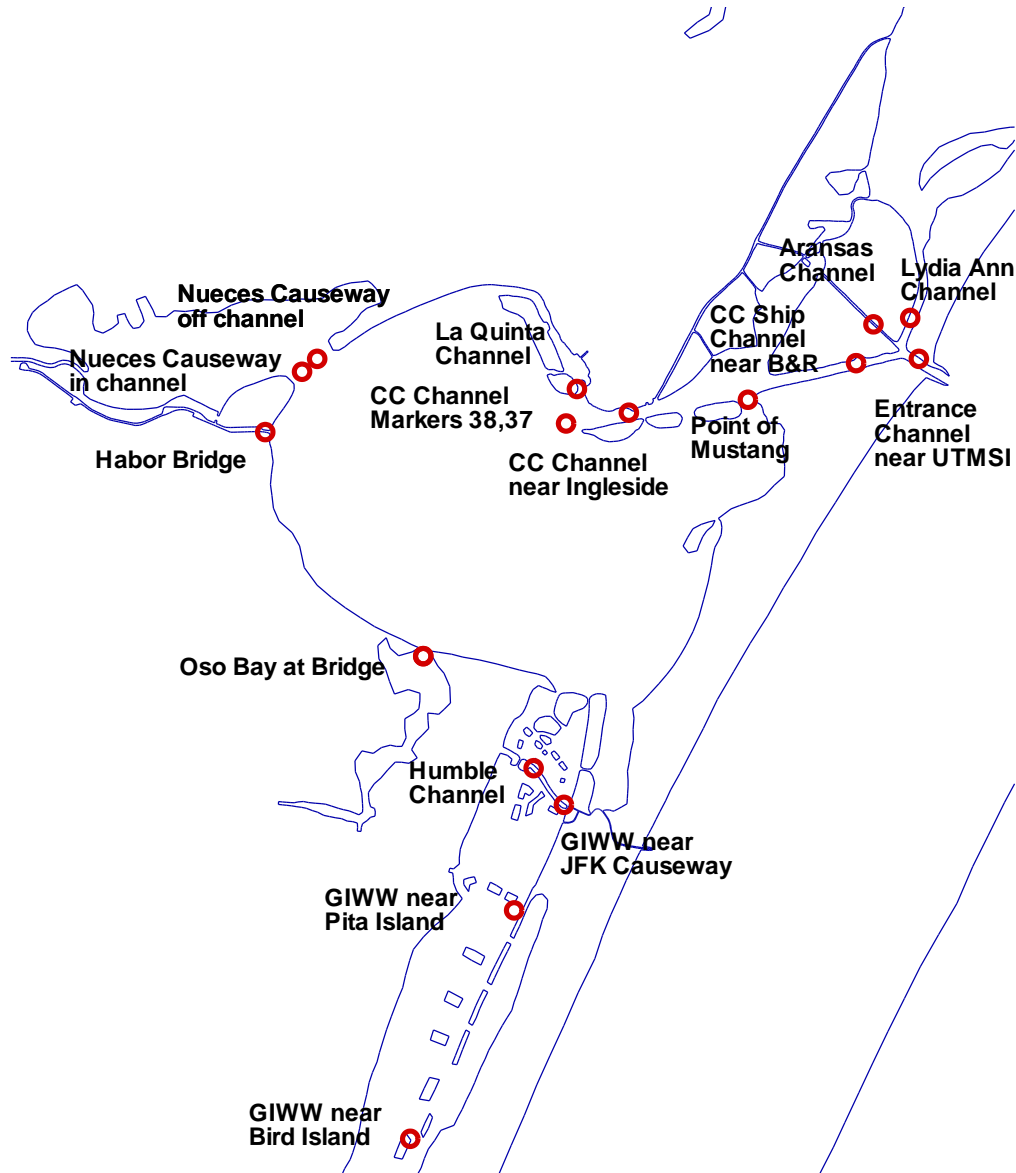 Aransas
Channel
Lydia Ann
Channel
Nueces Causeway
off channel
CC Ship
Channel
near B&R
La Quinta
Channel
Nueces Causeway
in channel
CC Channel
Markers 38,37
Entrance
Channel
near UTMSI
Point of
Mustang
Habor Bridge
CC Channel
near Ingleside
Oso Bay at Bridge
Humble
Channel
GIWW near
JFK Causeway
GIWW near
Pita Island
GIWW near
Bird Island